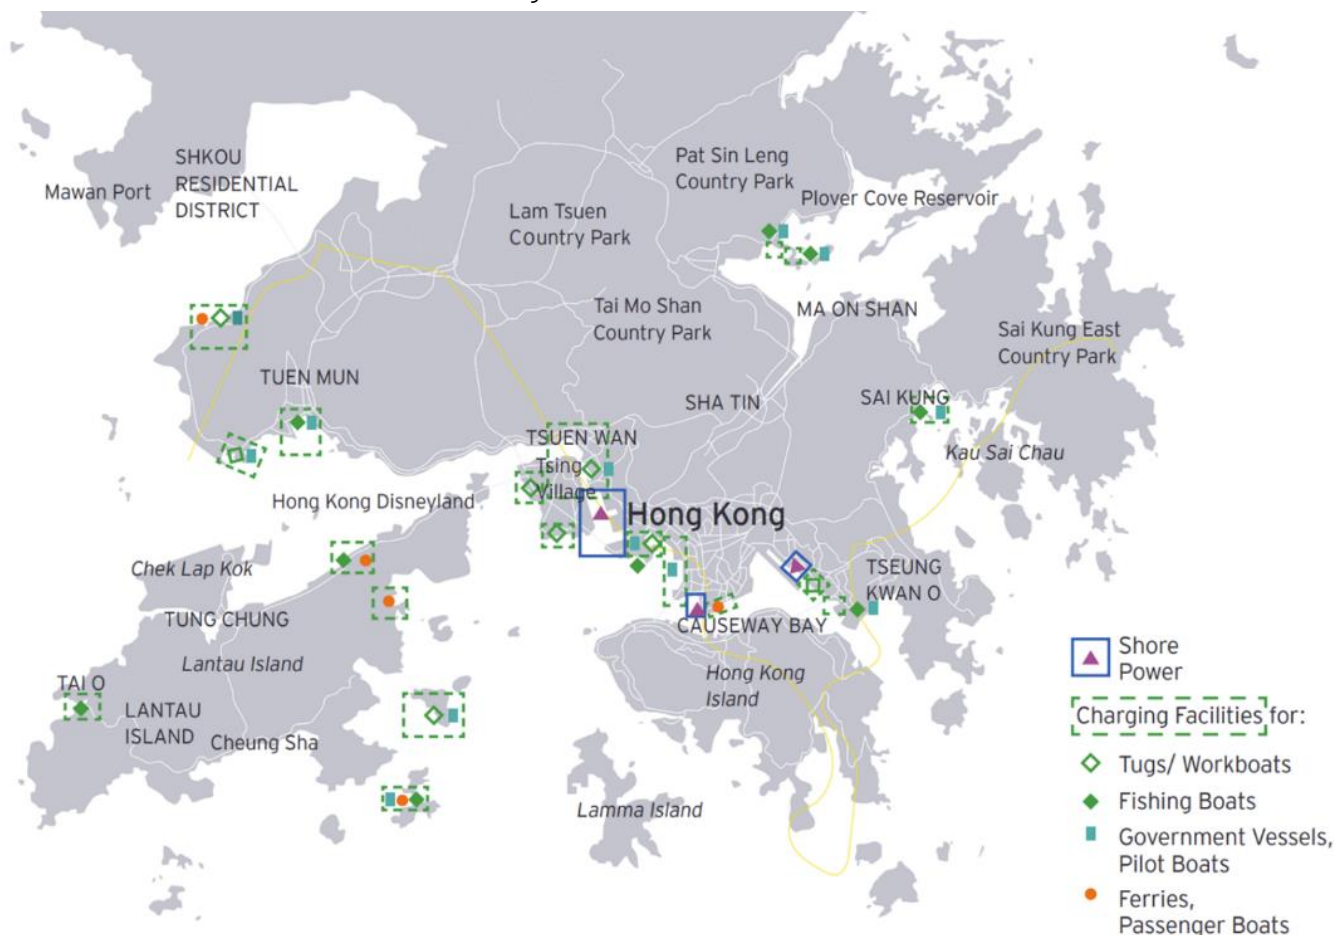 SHKOU
RESIDENTIAL
DISTRICT
Mawan Port
Pat Sin Leng
Country Park
Plover Cove Reservoir
Lam Tsuen
Country Park
Tai Mo Shan
Country Park
MA ON SHAN
Sai Kung East
Country Park
TUEN MUN
SHA TIN
SAI KUNG
TSUEN WAN
Kau Sai Chau
Tsing
Village
Hong Kong Disneyland
Hong Kong
Chek Lap Kok
TSEUNG
KWAN O
TUNG CHUNG
CAUSEWAY BAY
Lantau Island
Hong Kong
Island
TAI O
LANTAU
ISLAND
Cheung Sha
Lamma Island
Shore
Power
Charging Facilities for:
Tugs/ Workboats
Fishing Boats
Government Vessels,
Pilot Boats
Ferries,
Passenger Boats